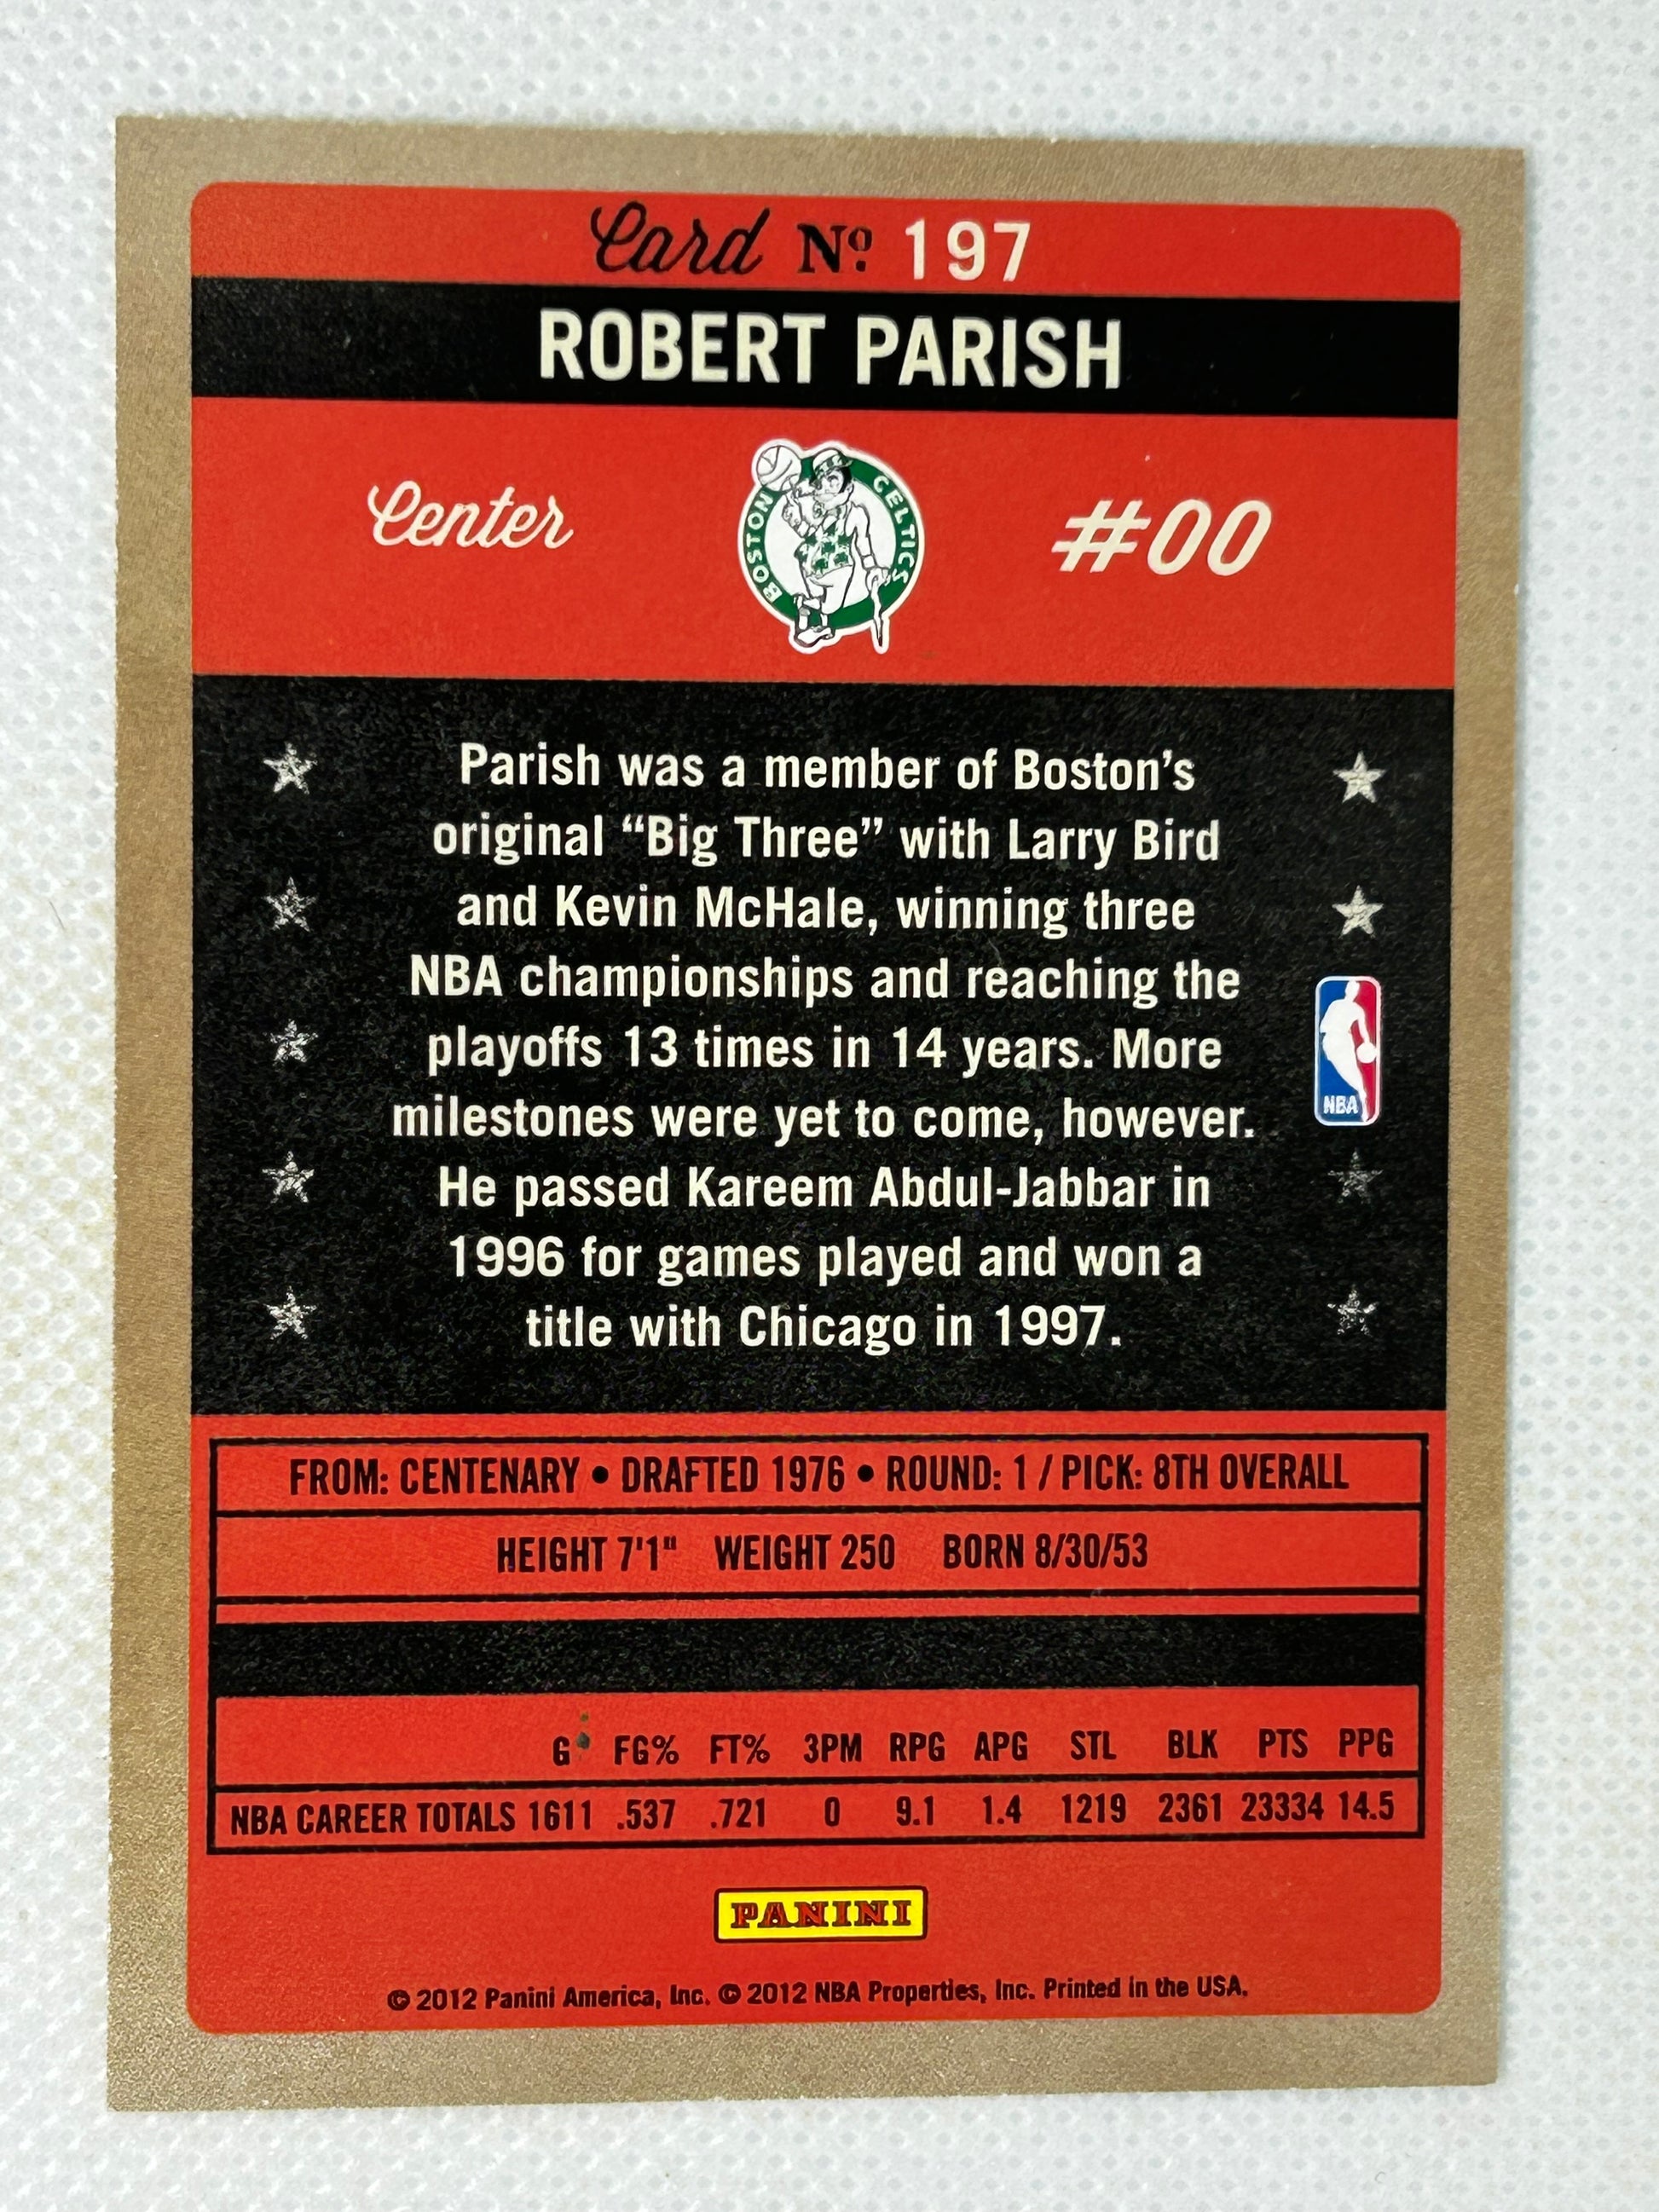 Card Nº 197
ROBERT PARISH
Center
BOSTON CELTICS
#00
Parish was a member of Boston’s
original “Big Three” with Larry Bird
and Kevin McHale, winning three
NBA championships and reaching the
playoffs 13 times in 14 years. More
milestones were yet to come, however.
He passed Kareem Abdul-Jabbar in
1996 for games played and won a
title with Chicago in 1997.
NBA
FROM: CENTENARY • DRAFTED 1976 • ROUND: 1 / PICK: 8TH OVERALL
HEIGHT 7'1" WEIGHT 250 BORN 8/30/53
G FG% FT% 3PM RPG APG STL BLK PTS PPG
NBA CAREER TOTALS 1611 .537 .721 0 9.1 1.4 1219 2361 23334 14.5
PANINI
© 2012 Panini America, Inc. © 2012 NBA Properties, Inc. Printed in the USA.